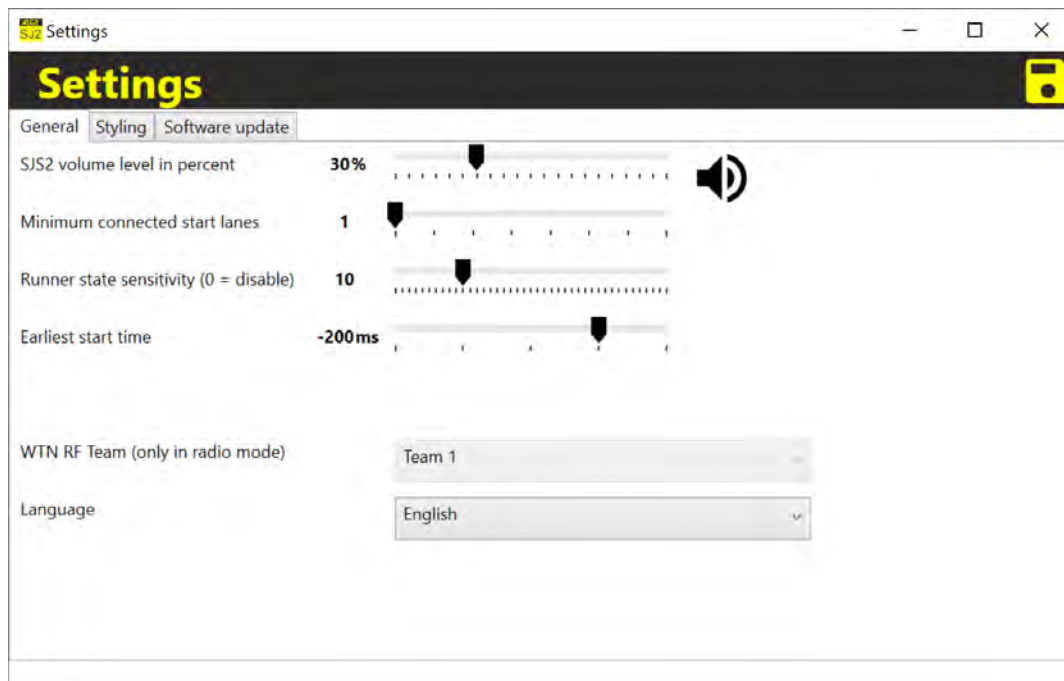 ALGE
SJ2 Settings
Settings
General Styling Software update
SJS2 volume level in percent 30%
Minimum connected start lanes 1
Runner state sensitivity (0 = disable) 10
Earliest start time -200ms
WTN RF Team (only in radio mode) Team 1
Language English